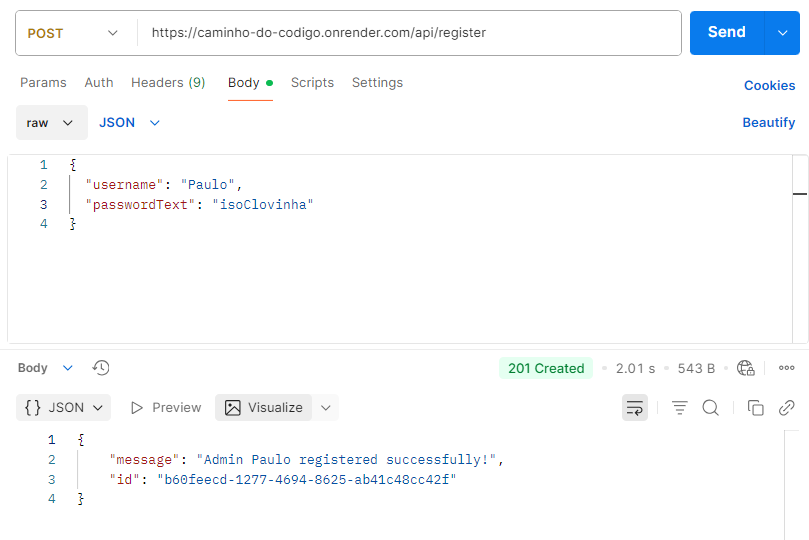 POST https://caminho-do-codigo.onrender.com/api/register Send
Params Auth Headers (9) Body Scripts Settings Cookies
raw JSON Beautify
1 {
2 "username": "Paulo",
3 "passwordText": "isoClovinha"
4 }
Body 201 Created 2.01 s 543 B
{} JSON Preview Visualize
1 {
2 "message": "Admin Paulo registered successfully!",
3 "id": "b60feecd-1277-4694-8625-ab41c48cc42f"
4 }